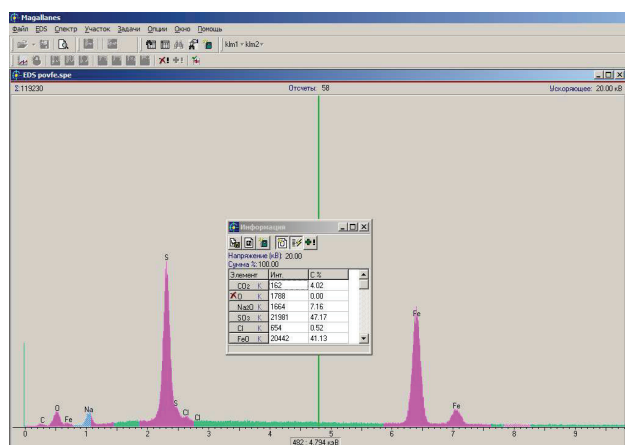 Magallanes
Файл EDS Спектр Участок Задачи Опции Окно Помощь
klm1 klm2
EDS povfe.spe
Σ:119230 Отсчеты: 58 Ускоряющее: 20.00 кВ
Информация
Напряжение (кВ): 20.00
Сумма %:100.00
Элемент Инт. C %
CO2 K 162 4.02
O K 1788 0.00
Na2O K 1664 7.16
SO3 K 21981 47.17
Cl K 654 0.52
FeO K 20442 41.13
S
Fe
C O Fe Na S Cl Cl Fe
0 1 2 3 4 5 6 7 8 9
482 : 4.794 кэВ